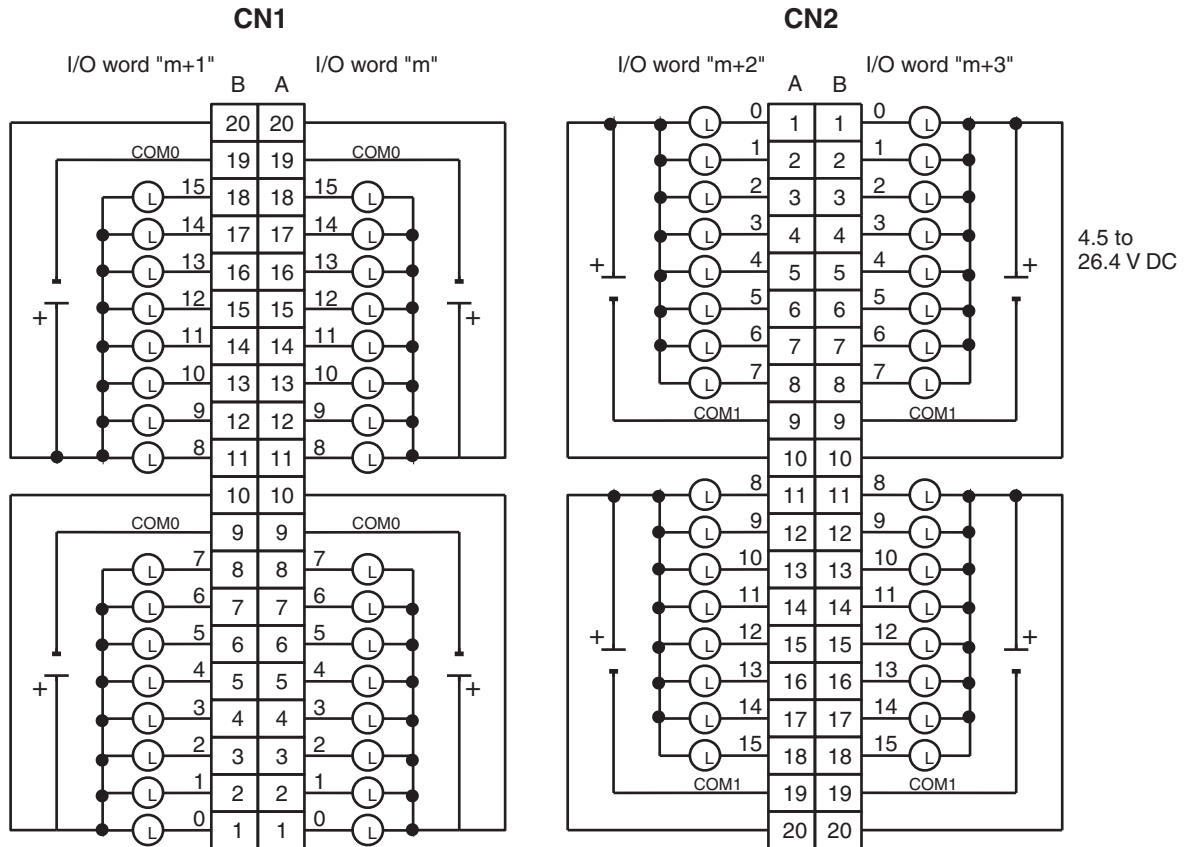 CN1
CN2
I/O word "m+1"
I/O word "m"
B A
20 20
COM0 19 19 COM0
L 15 18 18 15 L
L 14 17 17 14 L
L 13 16 16 13 L
L 12 15 15 12 L
+ +
L 11 14 14 11 L
L 10 13 13 10 L
L 9 12 12 9 L
L 8 11 11 8 L
10 10
COM0 9 9 COM0
L 7 8 8 7 L
L 6 7 7 6 L
L 5 6 6 5 L
L 4 5 5 4 L
+ +
L 3 4 4 3 L
L 2 3 3 2 L
L 1 2 2 1 L
L 0 1 1 0 L
I/O word "m+2"
I/O word "m+3"
A B
L 0 1 1 0 L
L 1 2 2 1 L
L 2 3 3 2 L
L 3 4 4 3 L
+ L 4 5 5 4 L +
L 5 6 6 5 L
L 6 7 7 6 L
L 7 8 8 7 L
COM1 9 9 COM1
10 10
L 8 11 11 8 L
L 9 12 12 9 L
L 10 13 13 10 L
L 11 14 14 11 L
+ L 12 15 15 12 L +
L 13 16 16 13 L
L 14 17 17 14 L
L 15 18 18 15 L
COM1 19 19 COM1
20 20
4.5 to
26.4 V DC